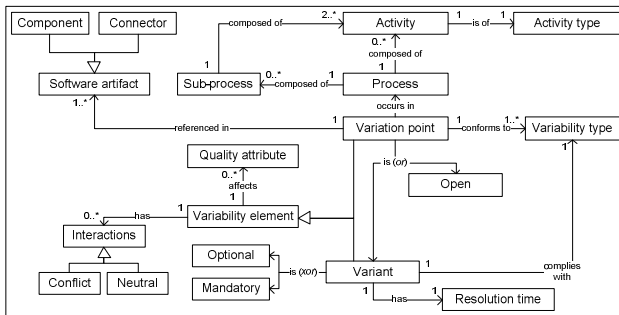 Component
Connector
2..*
Activity
1
is of
1
Activity type
composed of
0..*
composed of
1
1
Software artifact
Sub-process
0..*
composed of
1
Process
1..*
occurs in
referenced in
1
Variation point
1
conforms to
1..*
Variability type
1
Quality attribute
is (or)
0..*
affects
Open
1
0..*
has
1
Variability element
Interactions
Optional
is (xor)
Variant
1
complies
with
Conflict
Neutral
Mandatory
1
has
1
Resolution time